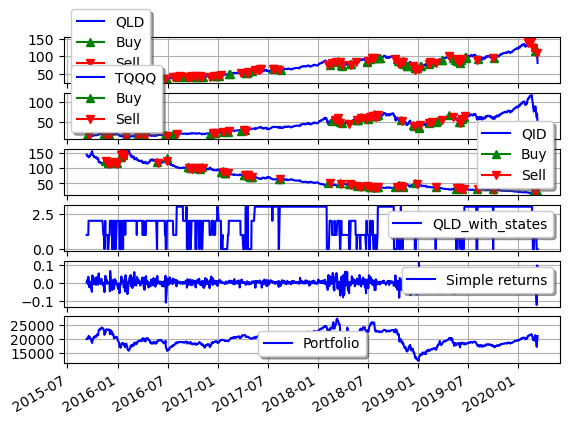 QLD
Buy
Sell
150
100
50
TQQQ
Buy
Sell
100
50
QID
Buy
Sell
150
100
50
2.5
0.0
QLD_with_states
0.1
0.0
−0.1
Simple returns
25000
20000
15000
Portfolio
2015-07
2016-01
2016-07
2017-01
2017-07
2018-01
2018-07
2019-01
2019-07
2020-01